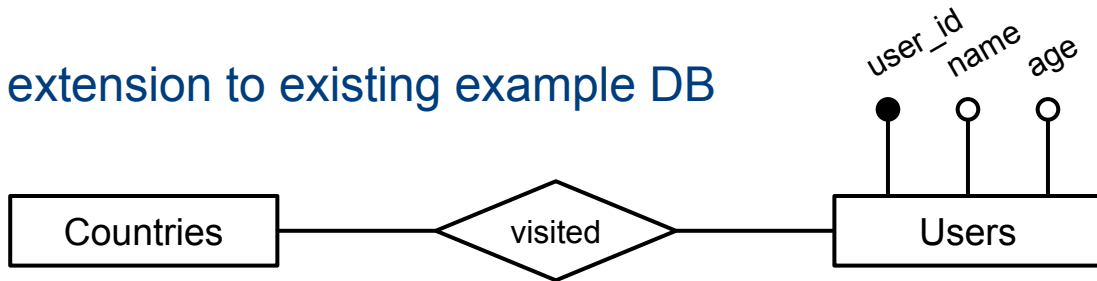 user_id
name
age
extension to existing example DB
Countries
visited
Users